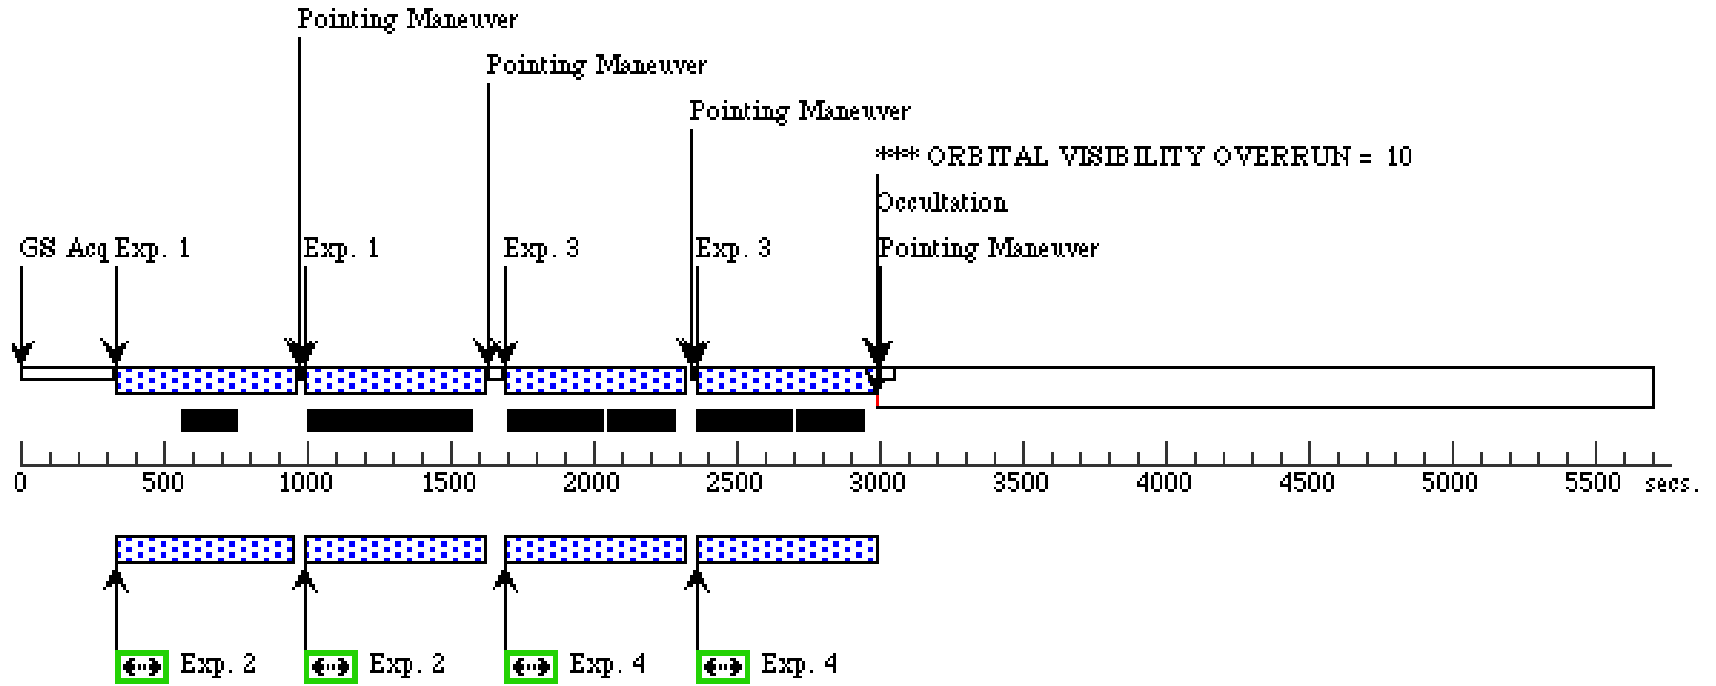 Pointing Maneuver
Pointing Maneuver
Pointing Maneuver
*** ORBITAL VISIBILITY OVERRUN = 10
Occultation
GS Acq Exp. 1 Exp. 1 Exp. 3 Exp. 3 Pointing Maneuver
0 500 1000 1500 2000 2500 3000 3500 4000 4500 5000 5500 secs.
Exp. 2 Exp. 2 Exp. 4 Exp. 4